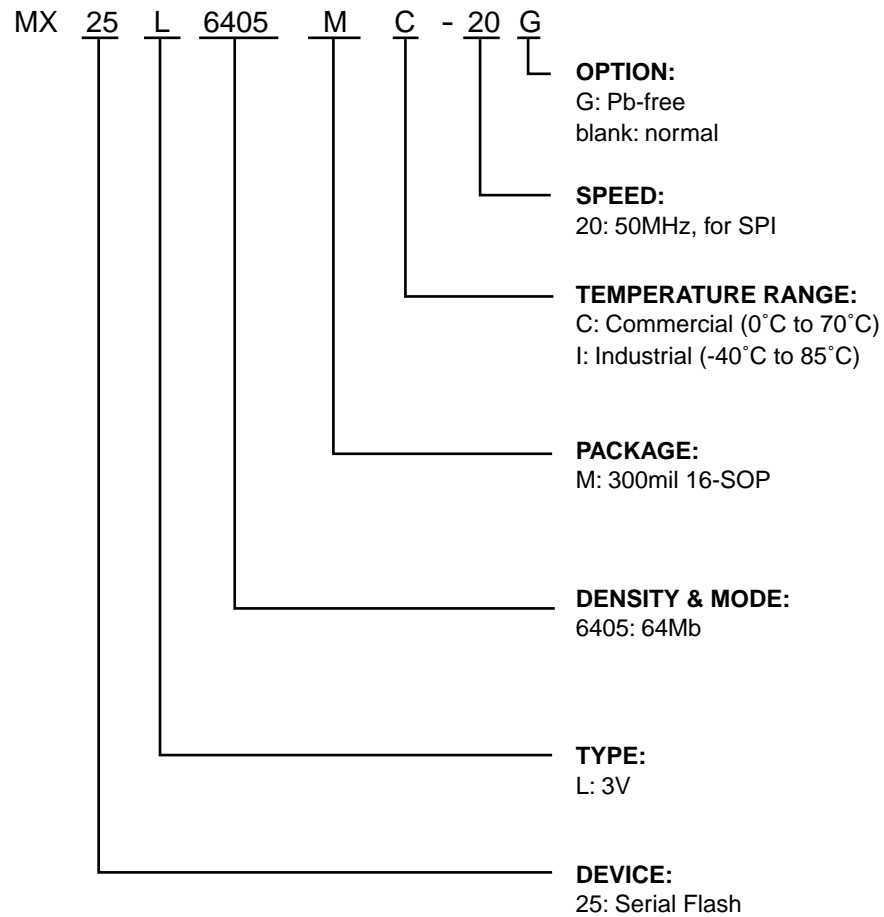 MX 25 L 6405 M C - 20 G
OPTION:
G: Pb-free
blank: normal
SPEED:
20: 50MHz, for SPI
TEMPERATURE RANGE:
C: Commercial (0˚C to 70˚C)
I: Industrial (-40˚C to 85˚C)
PACKAGE:
M: 300mil 16-SOP
DENSITY & MODE:
6405: 64Mb
TYPE:
L: 3V
DEVICE:
25: Serial Flash